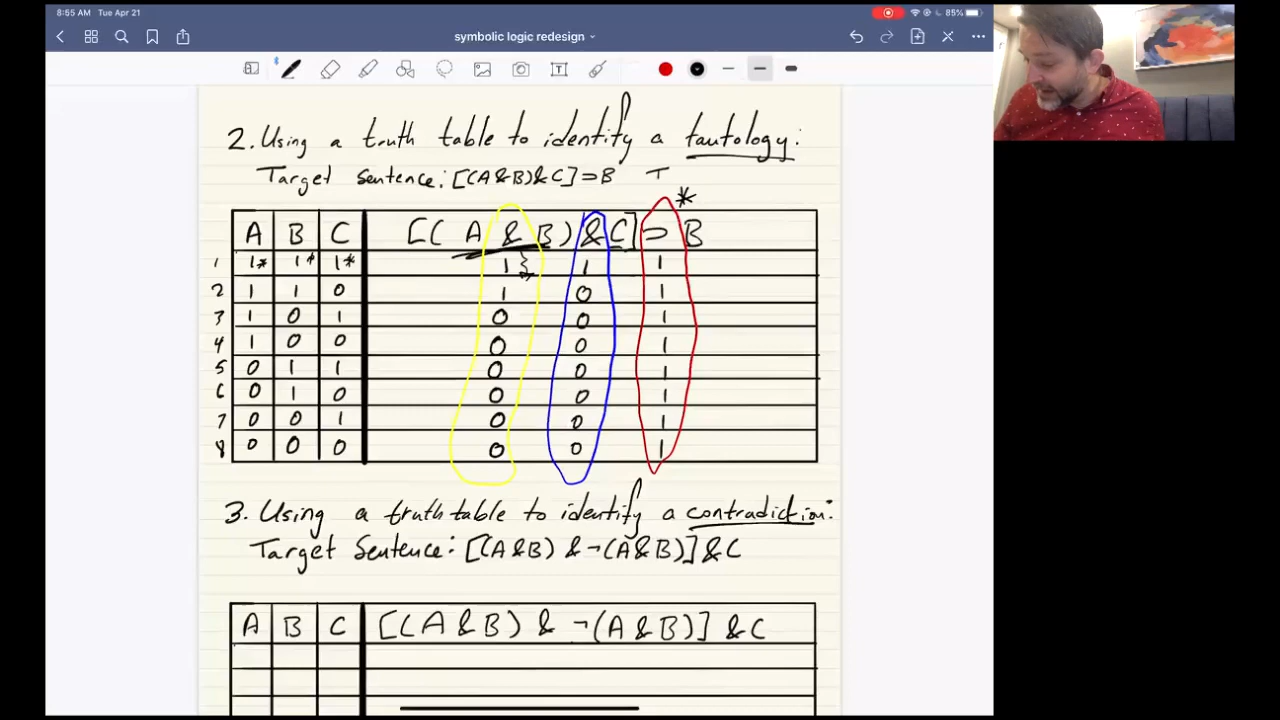 8:55 AM Tue Apr 21
85%
symbolic logic redesign
2. Using a truth table to identify a tautology:
Target Sentence: [(A & B) & C] ⊃ B T
*
A B C [( A & B ) & C] ⊃ B
1 1* 1* 1* 1 1 1
2 1 1 0 1 0 1
3 1 0 1 0 0 1
4 1 0 0 0 0 1
5 0 1 1 0 0 1
6 0 1 0 0 0 1
7 0 0 1 0 0 1
8 0 0 0 0 0 1
3. Using a truth table to identify a contradiction:
Target Sentence: [(A & B) & ¬(A & B)] & C
A B C [(A & B) & ¬(A & B)] & C